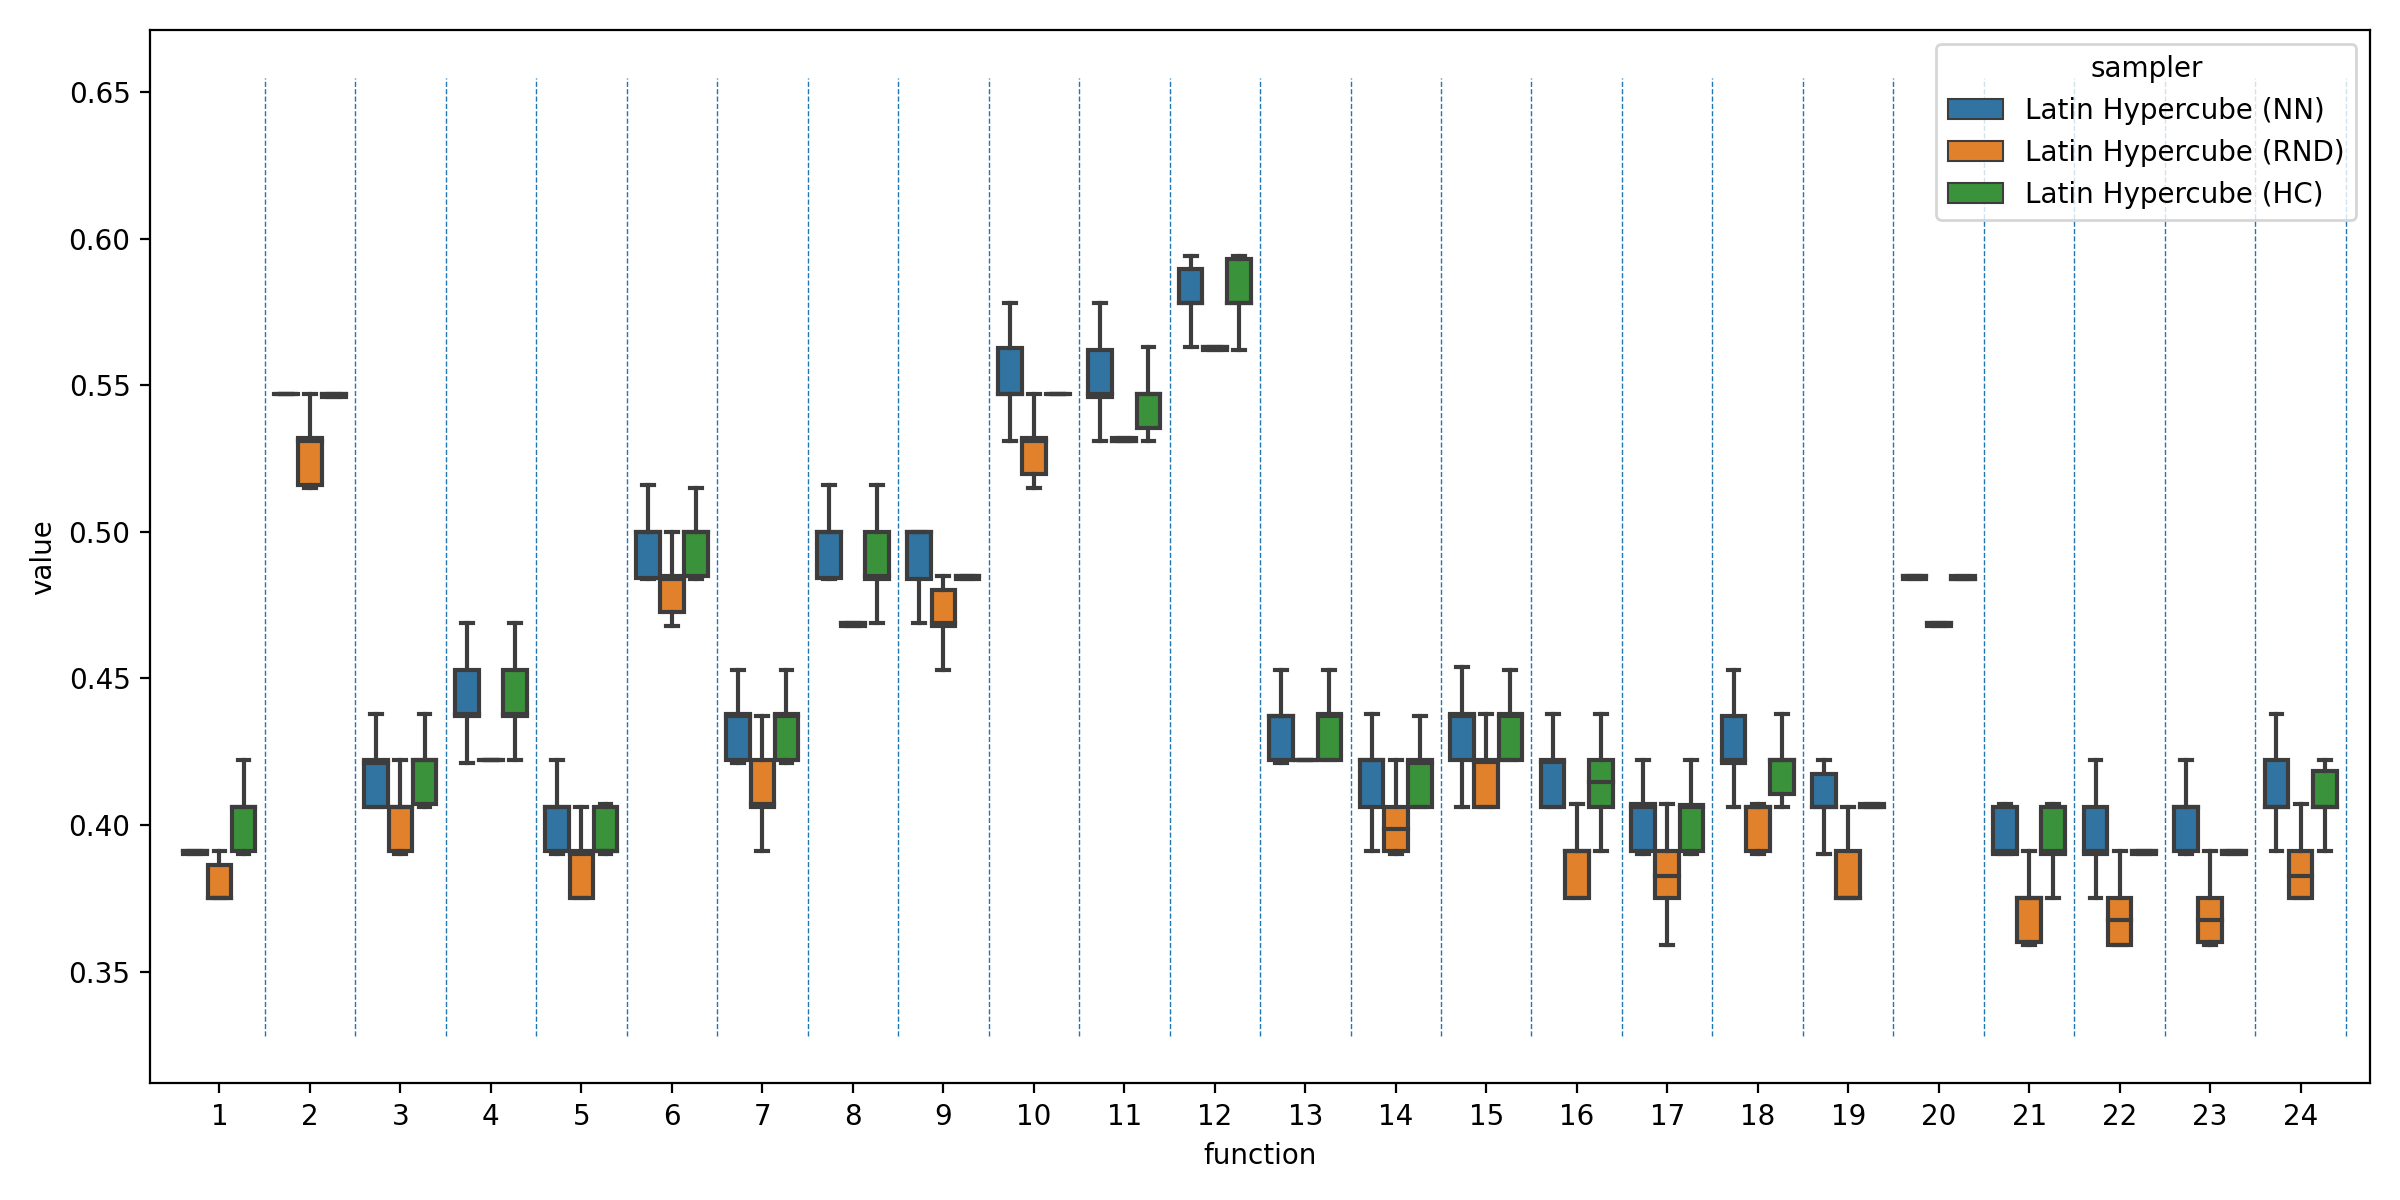 sampler
Latin Hypercube (NN)
Latin Hypercube (RND)
Latin Hypercube (HC)
value
0.65
0.60
0.55
0.50
0.45
0.40
0.35
1 2 3 4 5 6 7 8 9 10 11 12 13 14 15 16 17 18 19 20 21 22 23 24
function